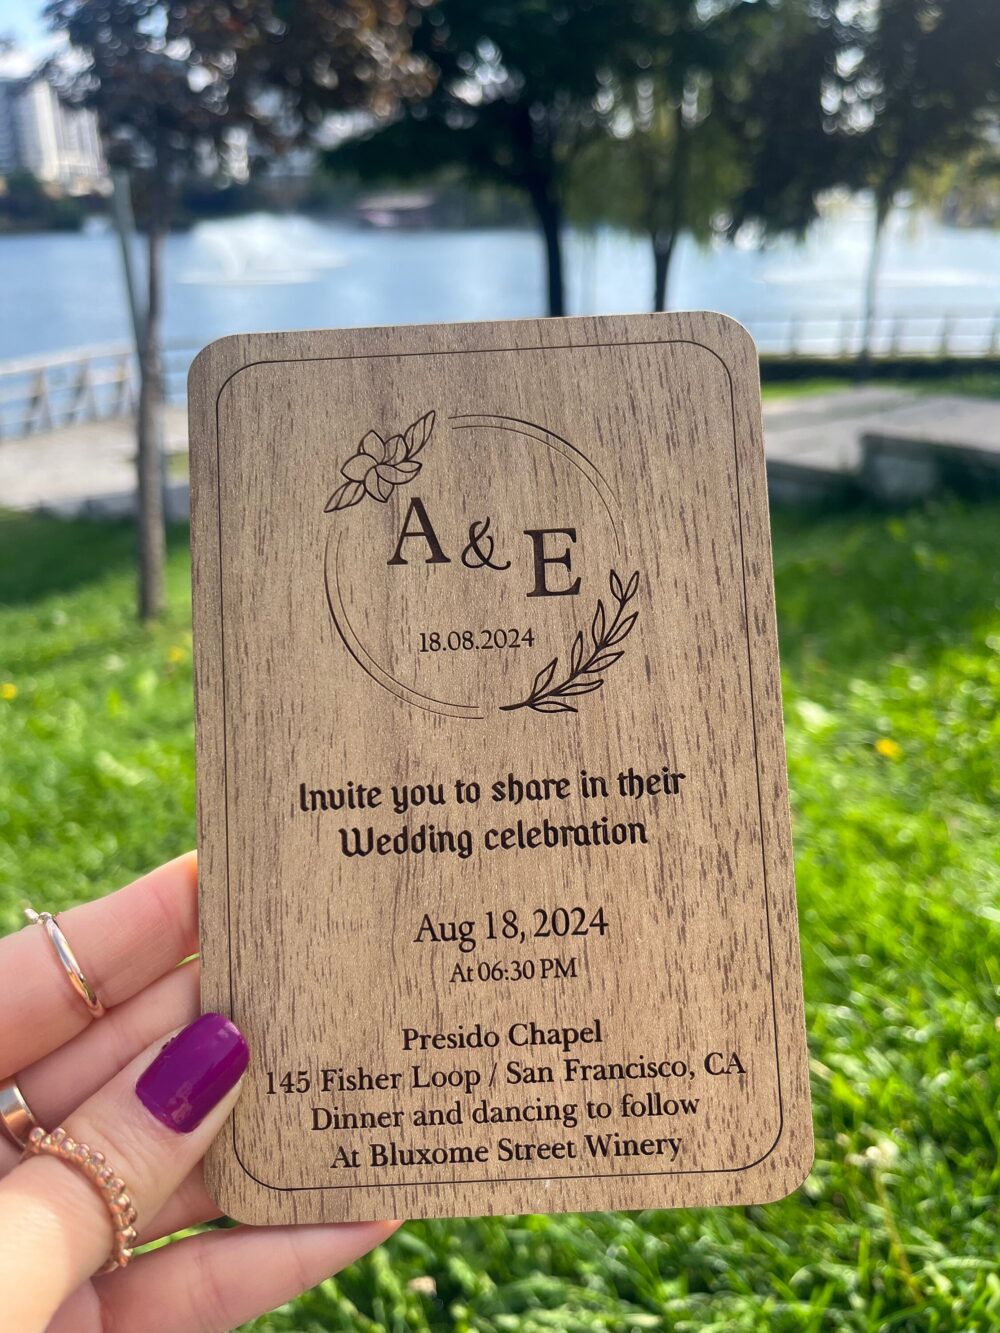 A & E
18.08.2024
Invite you to share in their
Wedding celebration
Aug 18, 2024
At 06:30 PM
Presido Chapel
145 Fisher Loop / San Francisco, CA
Dinner and dancing to follow
At Bluxome Street Winery